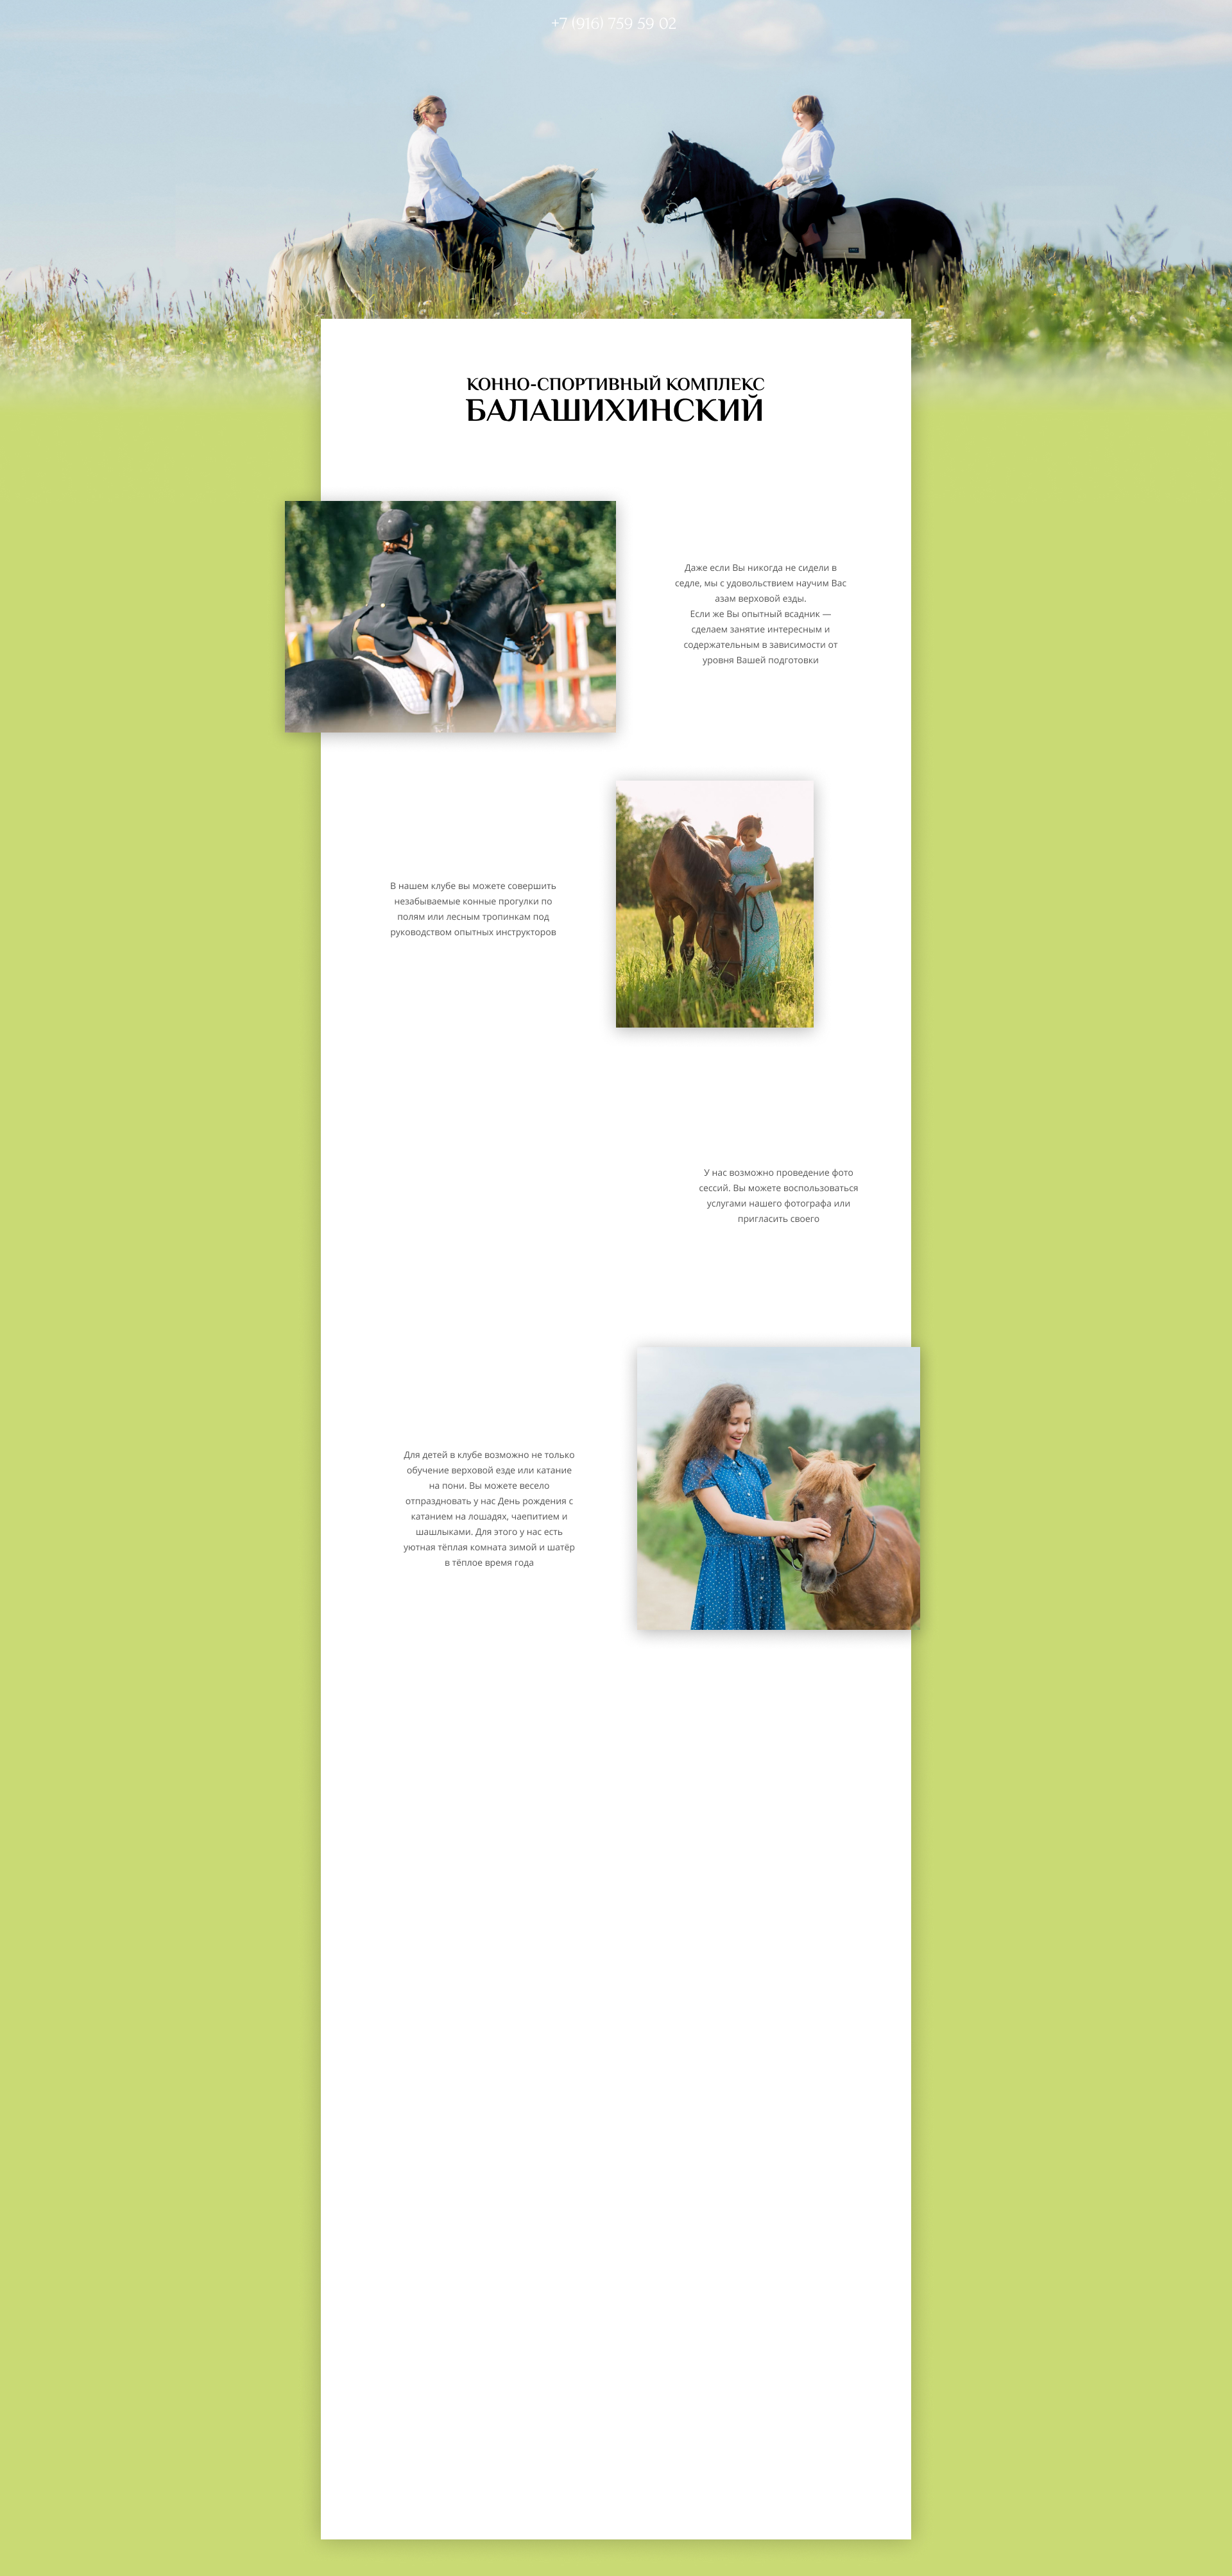 +7 (916) 759 59 02
КОННО-СПОРТИВНЫЙ КОМПЛЕКС
БАЛАШИХИНСКИЙ
Даже если Вы никогда не сидели в
седле, мы с удовольствием научим Вас
азам верховой езды.
Если же Вы опытный всадник —
сделаем занятие интересным и
содержательным в зависимости от
уровня Вашей подготовки
В нашем клубе вы можете совершить
незабываемые конные прогулки по
полям или лесным тропинкам под
руководством опытных инструкторов
У нас возможно проведение фото
сессий. Вы можете воспользоваться
услугами нашего фотографа или
пригласить своего
Для детей в клубе возможно не только
обучение верховой езде или катание
на пони. Вы можете весело
отпраздновать у нас День рождения с
катанием на лошадях, чаепитием и
шашлыками. Для этого у нас есть
уютная тёплая комната зимой и шатёр
в тёплое время года